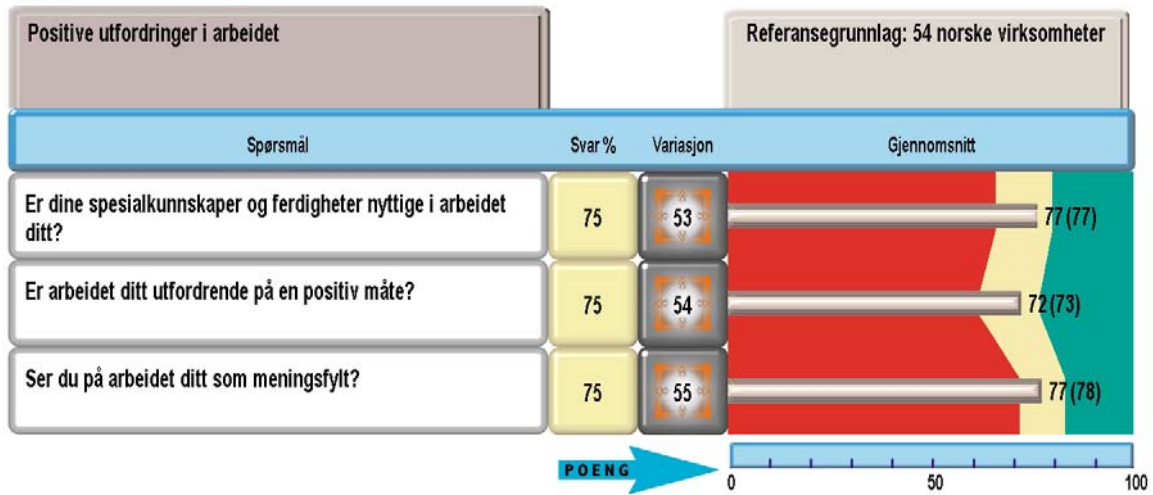 Positive utfordringer i arbeidet
Referansegrunnlag: 54 norske virksomheter
Spørsmål Svar % Variasjon Gjennomsnitt
Er dine spesialkunnskaper og ferdigheter nyttige i arbeidet
ditt?
75 53 77 (77)
Er arbeidet ditt utfordrende på en positiv måte?
75 54 72 (73)
Ser du på arbeidet ditt som meningsfylt?
75 55 77 (78)
POENG
0 50 100